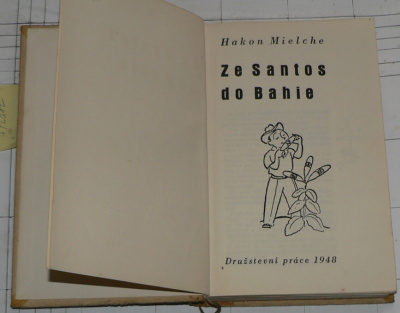 Hakon Mielche
Ze Santos
do Bahie
Družstevní práce 1948